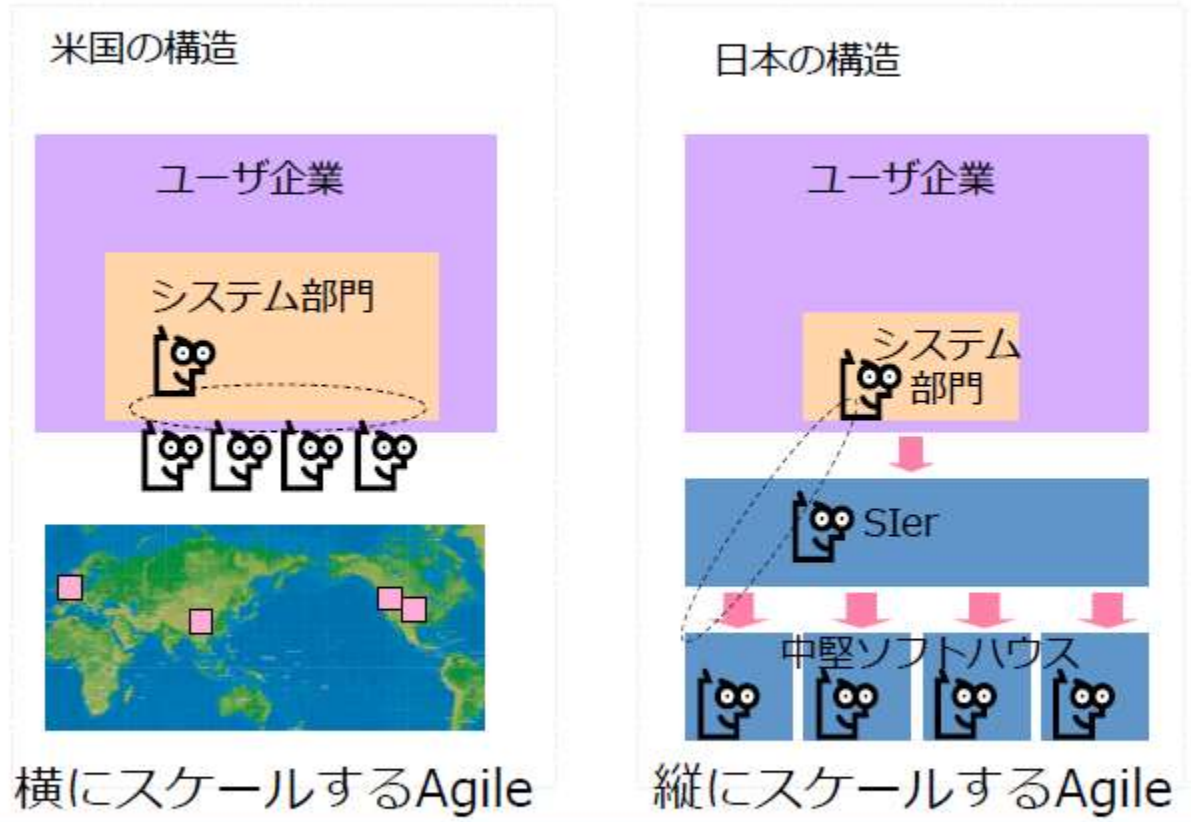 米国の構造
ユーザ企業
システム部門
横にスケールするAgile
日本の構造
ユーザ企業
システム
部門
SIer
中堅ソフトハウス
縦にスケールするAgile